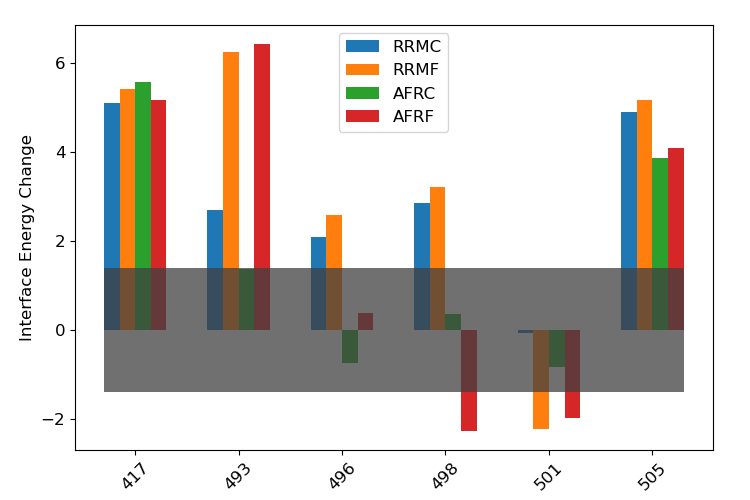 RRMC
RRMF
AFRC
AFRF
Interface Energy Change
6
4
2
0
−2
417
493
496
498
501
505